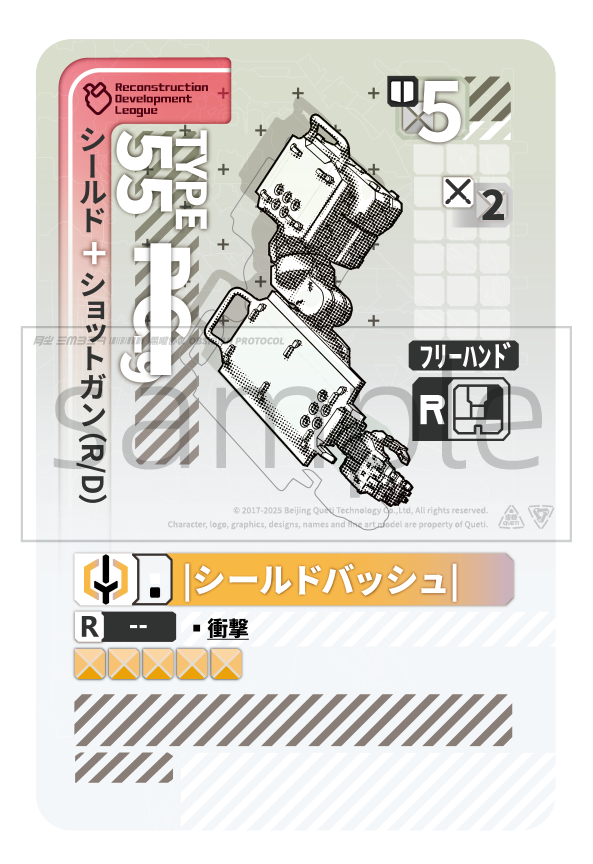 Reconstruction
Development
League
シールド + ショットガン(R/D)
TYPE
55
5
2
フリーハンド
R
PROTOCOL
sample
© 2017-2025 Beijing Queti Technology Co.,Ltd, All rights reserved.
Character, logo, graphics, designs, names and fine art model are property of Queti.
|シールドバッシュ|
R -- ▪衝撃